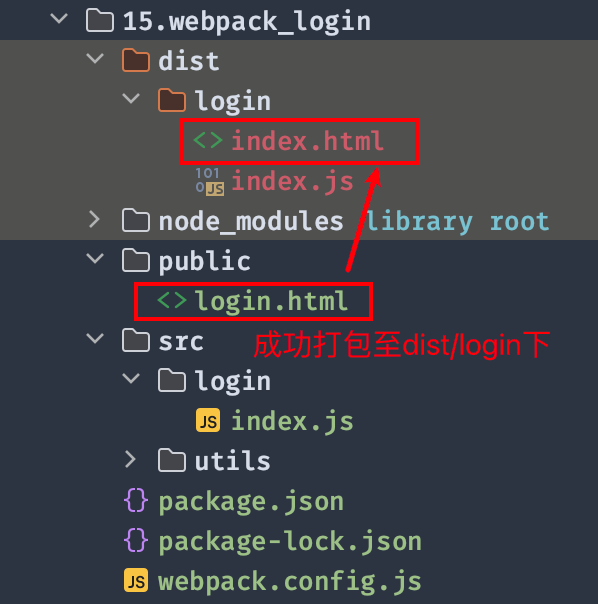 15.webpack_login
dist
login
<> index.html
101
0 JS index.js
node_modules library root
public
<> login.html
src 成功打包至dist/login下
login
JS index.js
utils
{} package.json
{} package-lock.json
JS webpack.config.js